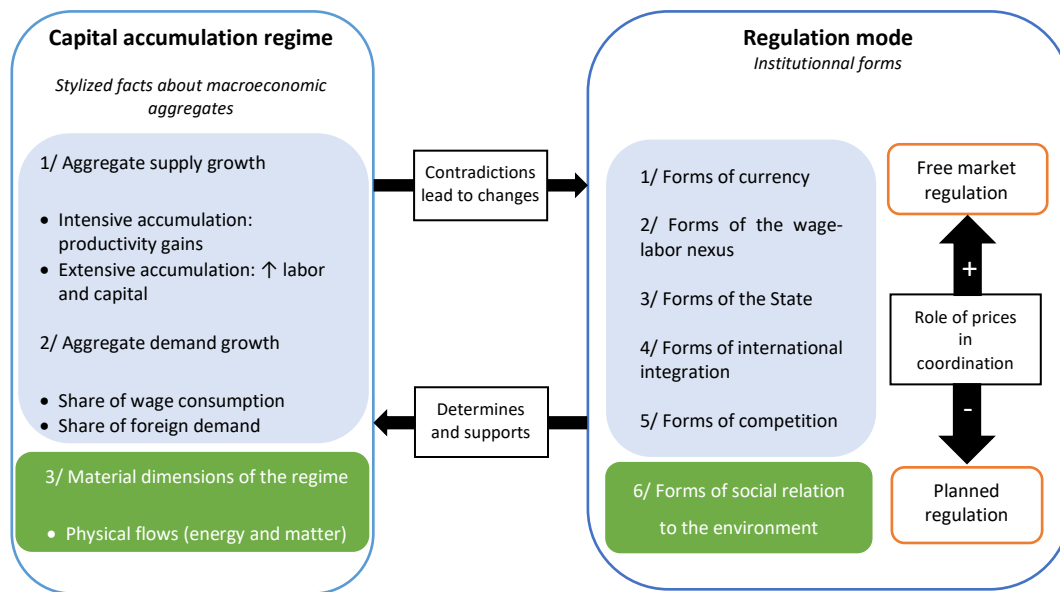 Capital accumulation regime
Stylized facts about macroeconomic
aggregates
1/ Aggregate supply growth
• Intensive accumulation:
productivity gains
• Extensive accumulation: ↑ labor
and capital
2/ Aggregate demand growth
• Share of wage consumption
• Share of foreign demand
3/ Material dimensions of the regime
• Physical flows (energy and matter)
Contradictions
lead to changes
Determines
and supports
Regulation mode
Institutionnal forms
1/ Forms of currency
2/ Forms of the wage-
labor nexus
3/ Forms of the State
4/ Forms of international
integration
5/ Forms of competition
6/ Forms of social relation
to the environment
Free market
regulation
+
Role of prices
in
coordination
-
Planned
regulation